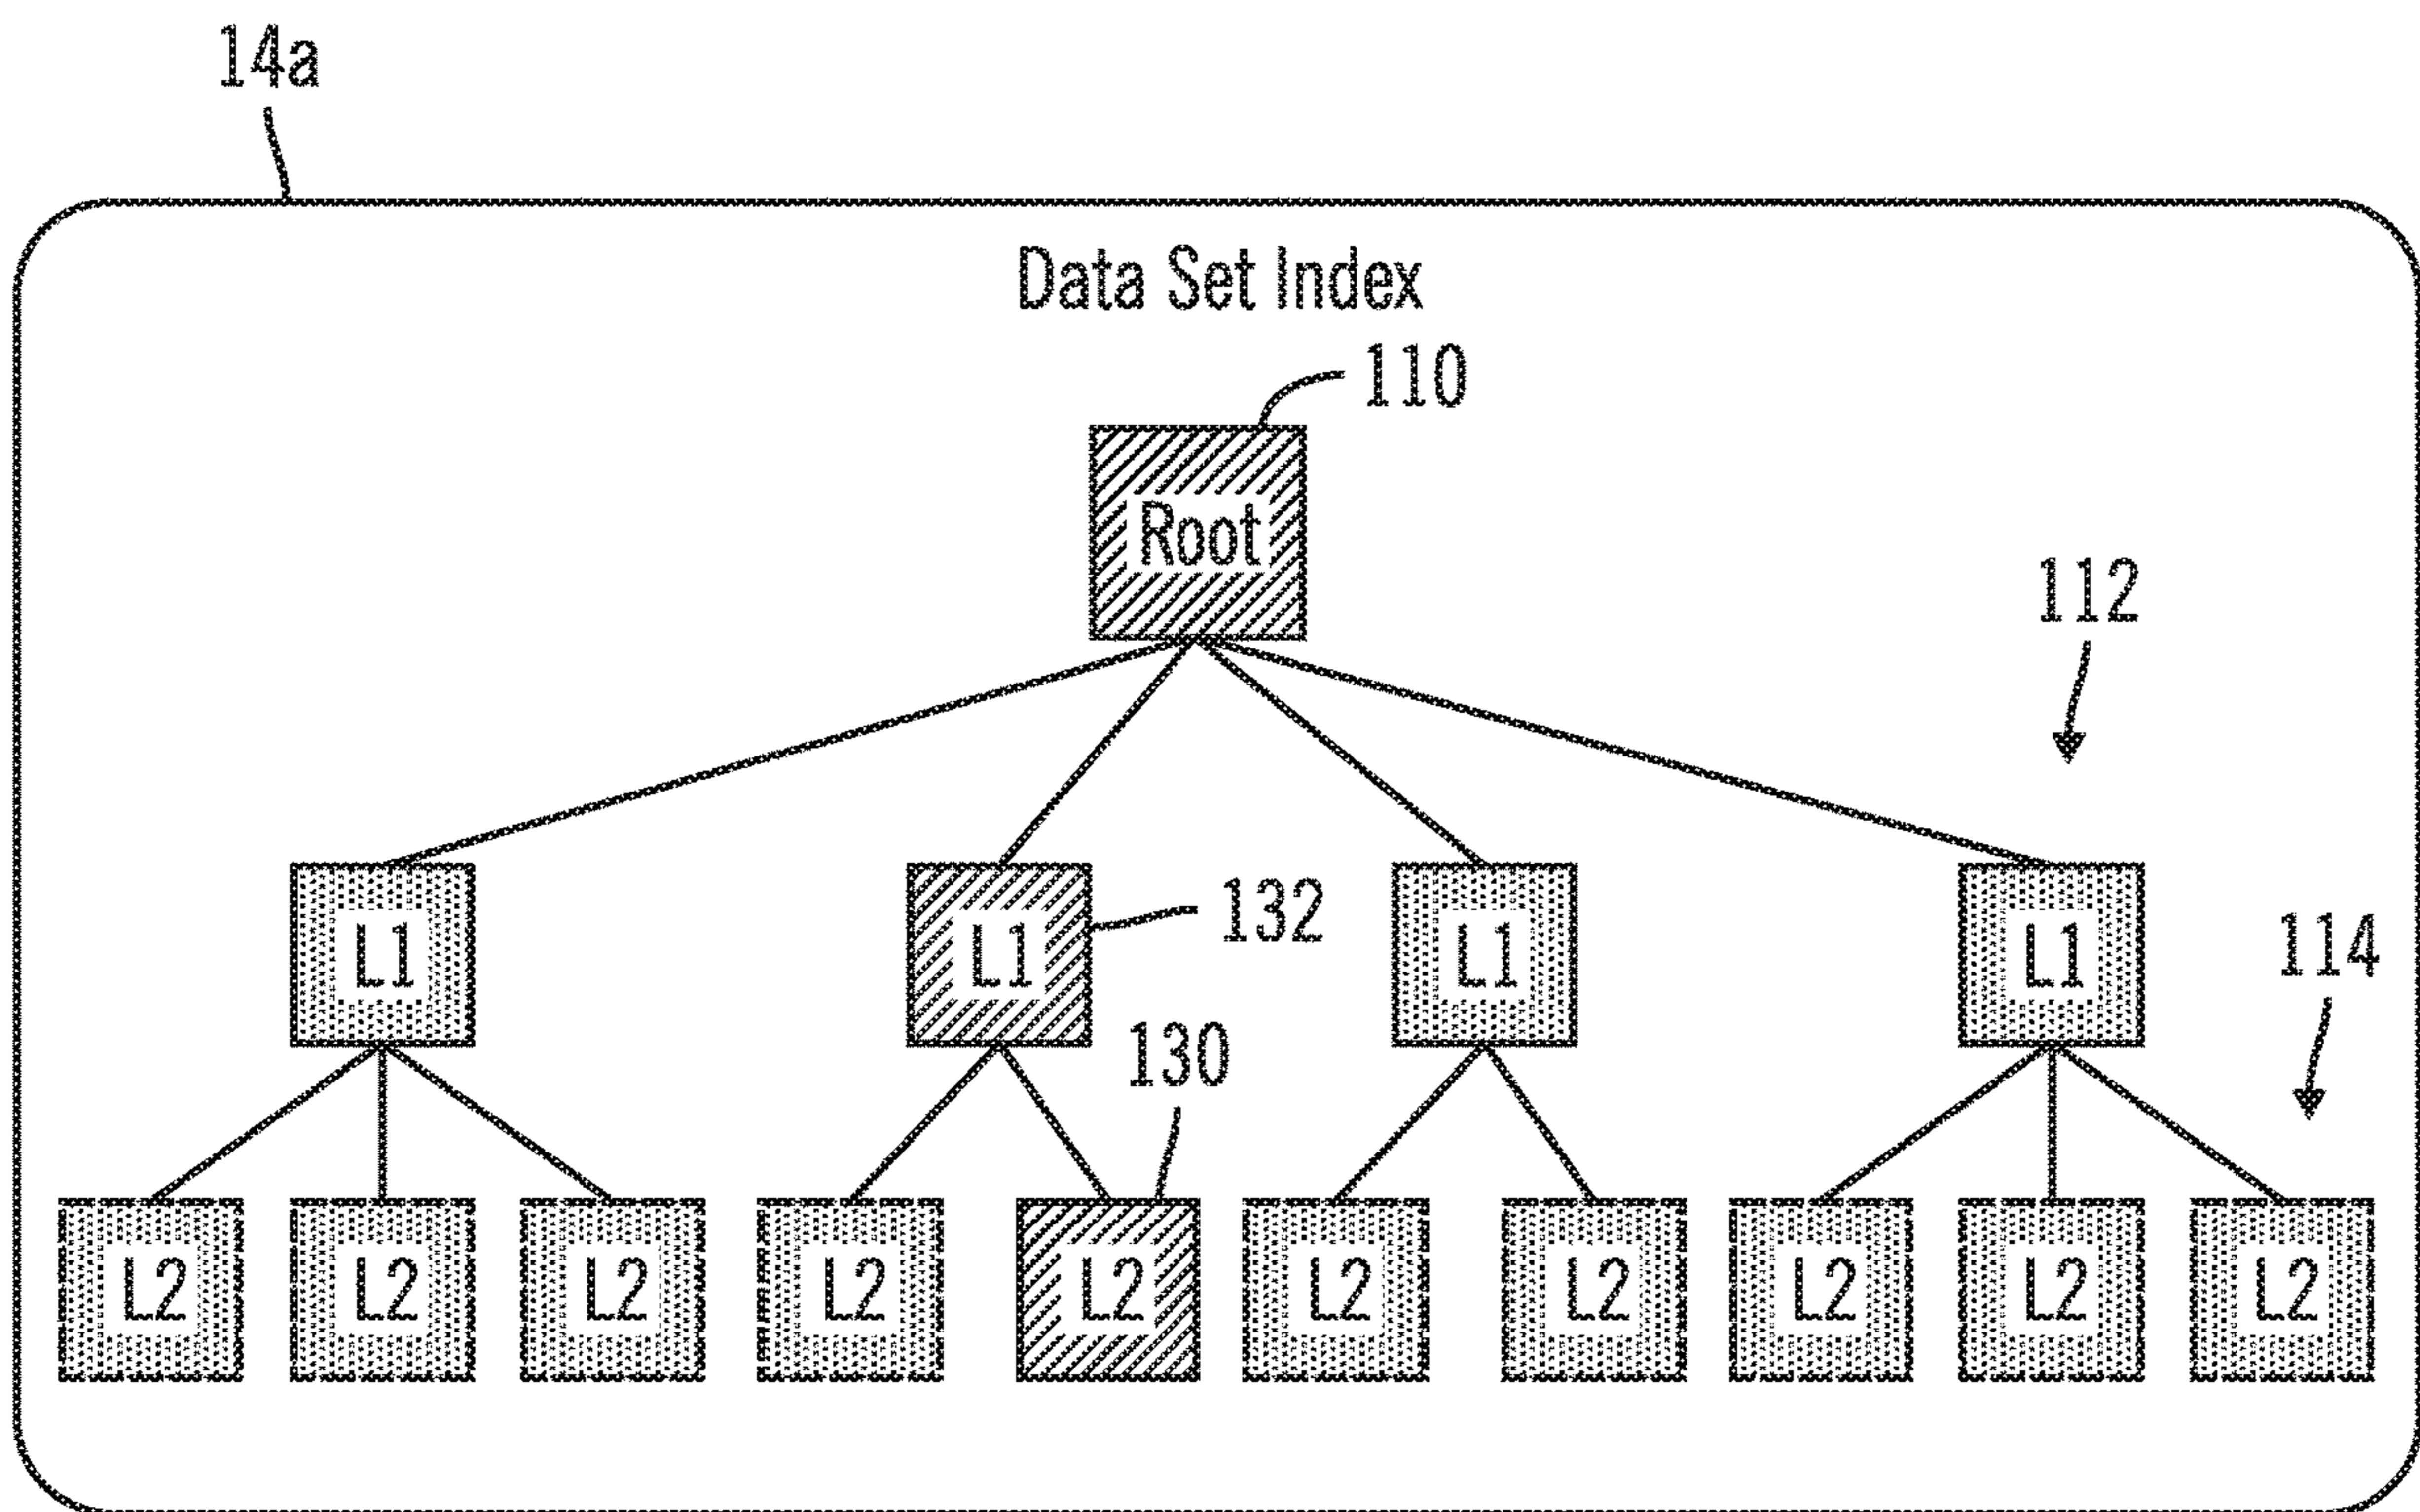 14a
Data Set Index
110
Root
112
L1 L1 132 L1 L1
114
130
L2 L2 L2 L2 L2 L2 L2 L2 L2 L2